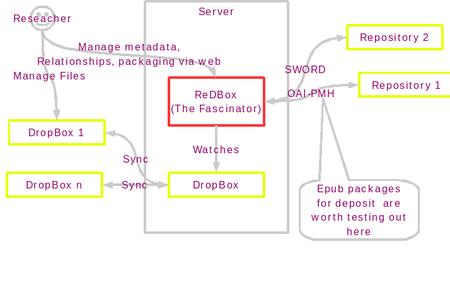 Server
Reseacher
Repository 2
Manage metadata,
Relationships, packaging via web
SWORD
Manage Files
Repository 1
ReDBox
(The Fascinator)
OAI-PMH
DropBox 1
Watches
Sync
DropBox n
Sync
DropBox
Epub packages
for deposit are
worth testing out
here